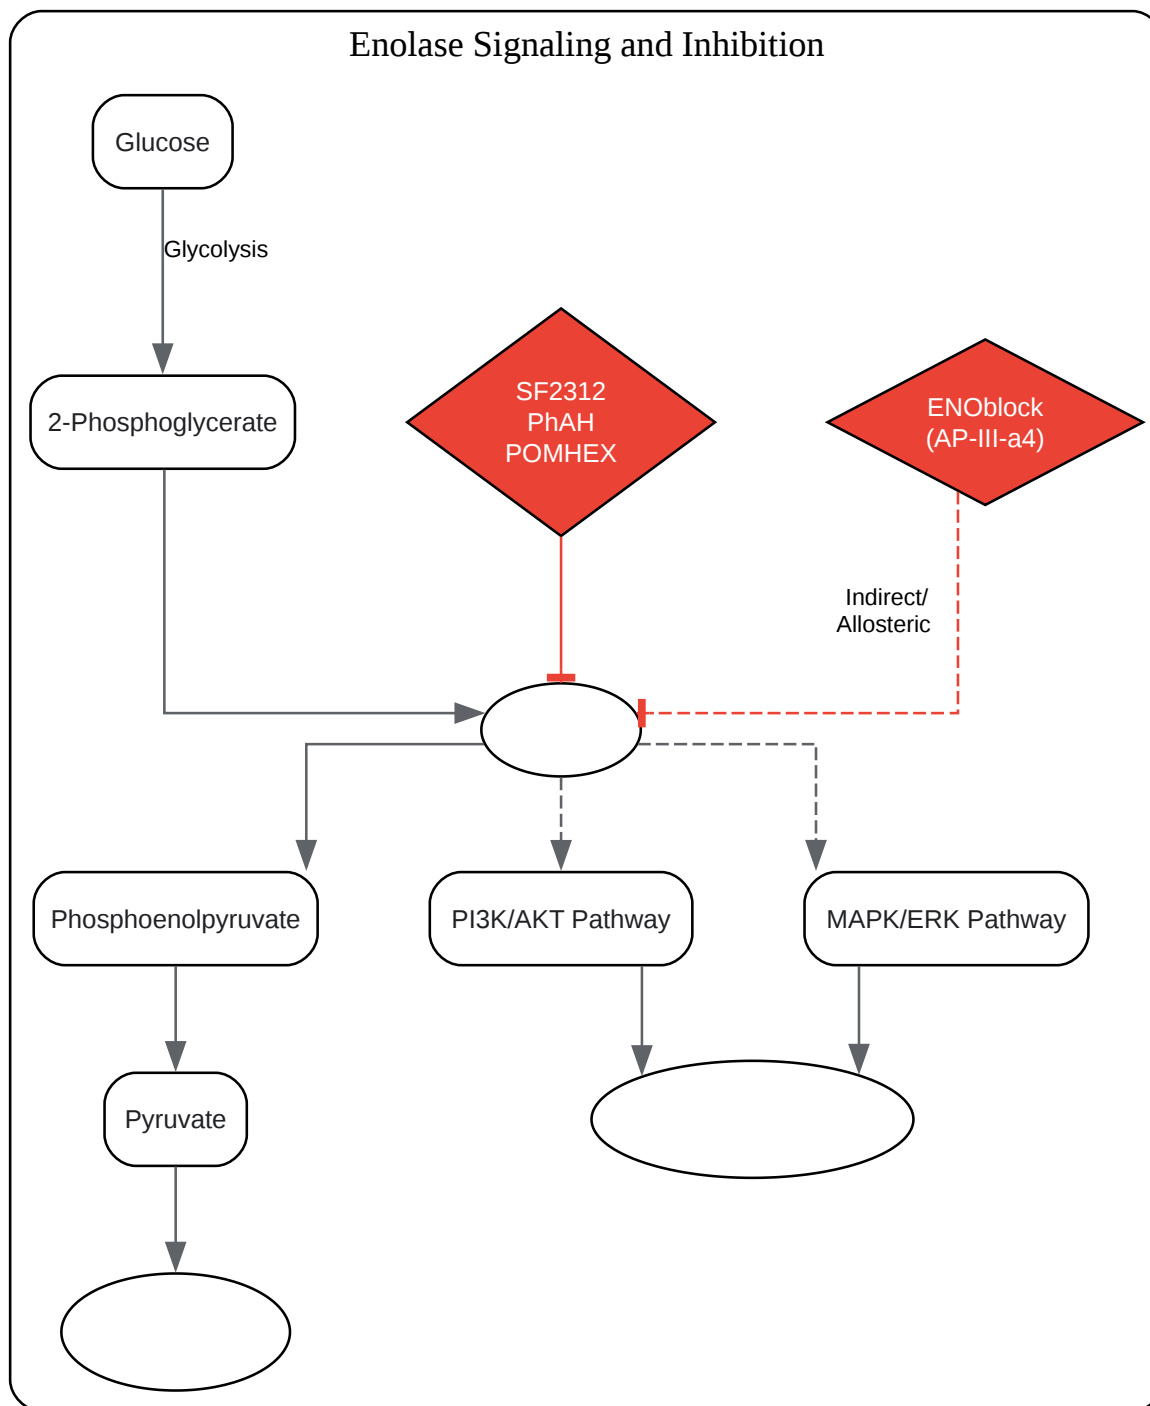 Enolase Signaling and Inhibition
Glucose
Glycolysis
2-Phosphoglycerate
SF2312
PhAH
POMHEX
ENOblock
(AP-III-a4)
Indirect/
Allosteric
Phosphoenolpyruvate
PI3K/AKT Pathway
MAPK/ERK Pathway
Pyruvate